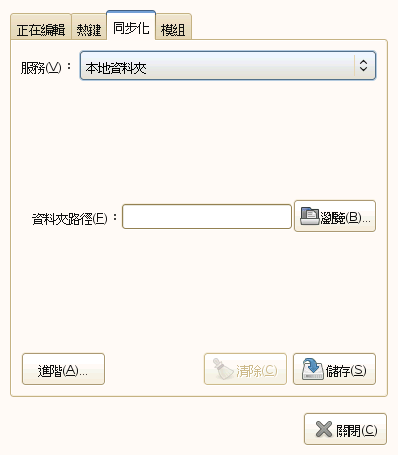 正在編輯 熱鍵 同步化 模組
服務(V)： 本地資料夾
資料夾路徑(F)： 瀏覽(B)...
進階(A)... 清除(C) 儲存(S)
關閉(C)